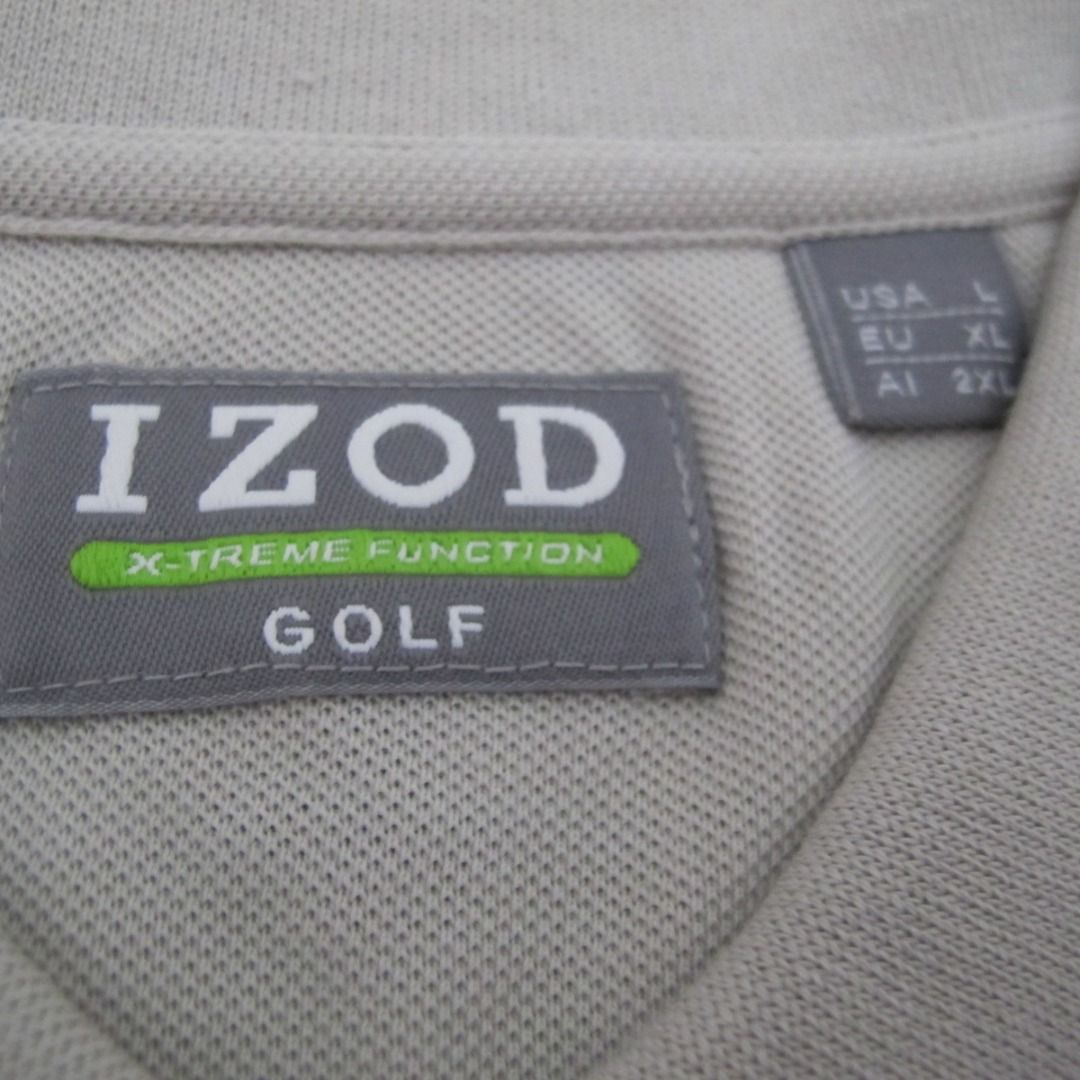 IZOD
X-TREME FUNCTION
GOLF
USA L
EU XL
AI 2XL